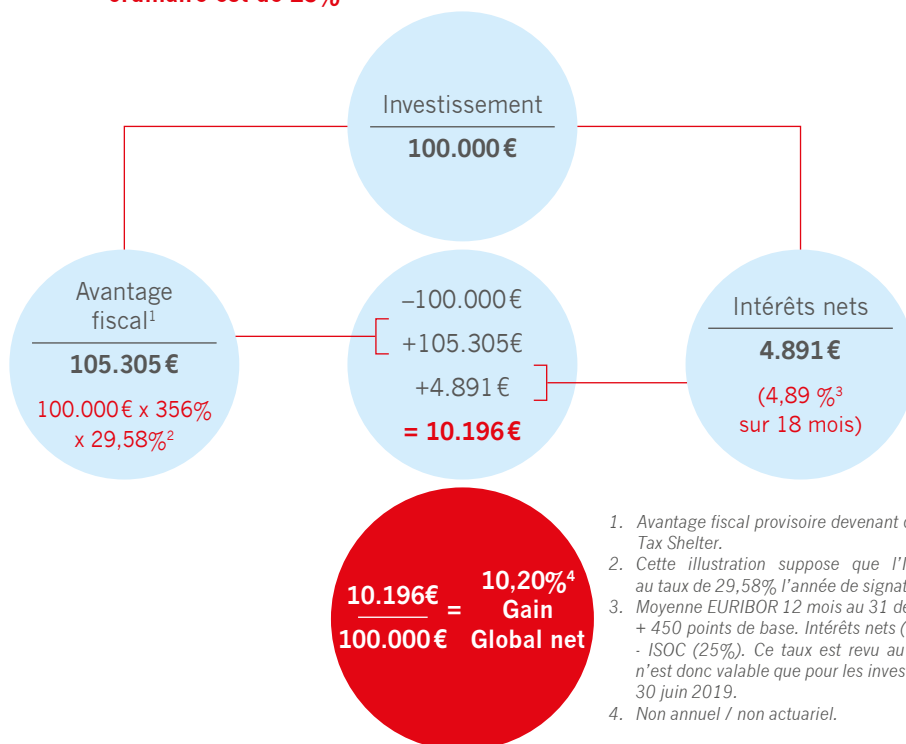 ordinaire est de 25%
Investissement
100.000 €
Avantage
fiscal¹
105.305 €
100.000 € x 356%
x 29,58%²
–100.000 €
+105.305€
+4.891 €
= 10.196 €
Intérêts nets
4.891 €
(4,89 %³
sur 18 mois)
10.196€
100.000 €
=
10,20%⁴
Gain
Global net
1. Avantage fiscal provisoire devenant
Tax Shelter.
2. Cette illustration suppose que
au taux de 29,58% l'année de
3. Moyenne EURIBOR 12 mois au 31
+ 450 points de base. Intérêts nets
- ISOC (25%). Ce taux est revu au
n'est donc valable que pour les
30 juin 2019.
4. Non annuel / non actuariel.